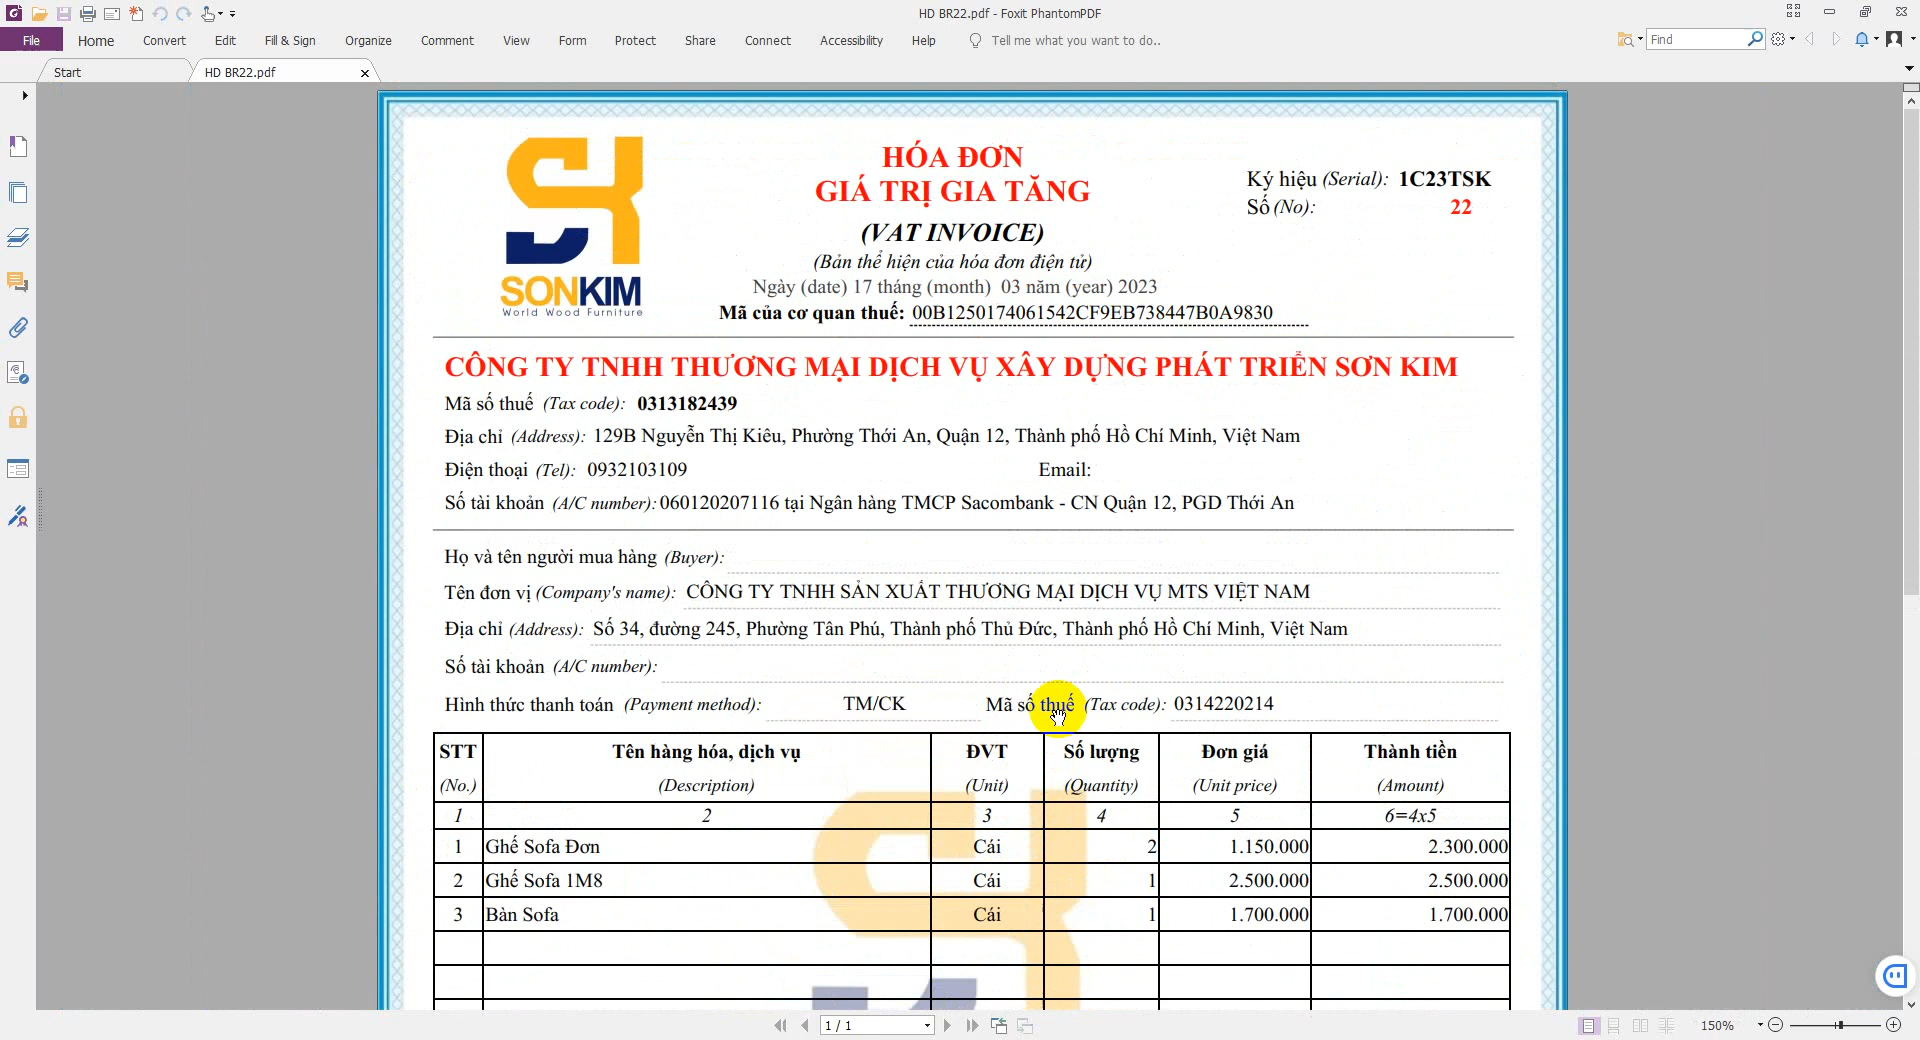 HD BR22.pdf - Foxit PhantomPDF
File Home Convert Edit Fill & Sign Organize Comment View Form Protect Share Connect Accessibility Help Tell me what you want to do.. Find
Start HD BR22.pdf
SONKIM
World Wood Furniture
HÓA ĐƠN
GIÁ TRỊ GIA TĂNG
(VAT INVOICE)
(Bản thể hiện của hóa đơn điện tử)
Ngày (date) 17 tháng (month) 03 năm (year) 2023
Mã của cơ quan thuế: 00B1250174061542CF9EB738447B0A9830
Ký hiệu (Serial): 1C23TSK
Số (No): 22
CÔNG TY TNHH THƯƠNG MẠI DỊCH VỤ XÂY DỰNG PHÁT TRIỂN SƠN KIM
Mã số thuế (Tax code): 0313182439
Địa chỉ (Address): 129B Nguyễn Thị Kiêu, Phường Thới An, Quận 12, Thành phố Hồ Chí Minh, Việt Nam
Điện thoại (Tel): 0932103109 Email:
Số tài khoản (A/C number): 060120207116 tại Ngân hàng TMCP Sacombank - CN Quận 12, PGD Thới An
Họ và tên người mua hàng (Buyer):
Tên đơn vị (Company's name): CÔNG TY TNHH SẢN XUẤT THƯƠNG MẠI DỊCH VỤ MTS VIỆT NAM
Địa chỉ (Address): Số 34, đường 245, Phường Tân Phú, Thành phố Thủ Đức, Thành phố Hồ Chí Minh, Việt Nam
Số tài khoản (A/C number):
Hình thức thanh toán (Payment method): TM/CK Mã số thuế (Tax code): 0314220214
STT Tên hàng hóa, dịch vụ ĐVT Số lượng Đơn giá Thành tiền
(No.) (Description) (Unit) (Quantity) (Unit price) (Amount)
1 2 3 4 5 6=4x5
1 Ghế Sofa Đơn Cái 2 1.150.000 2.300.000
2 Ghế Sofa 1M8 Cái 1 2.500.000 2.500.000
3 Bàn Sofa Cái 1 1.700.000 1.700.000
1 / 1 150%